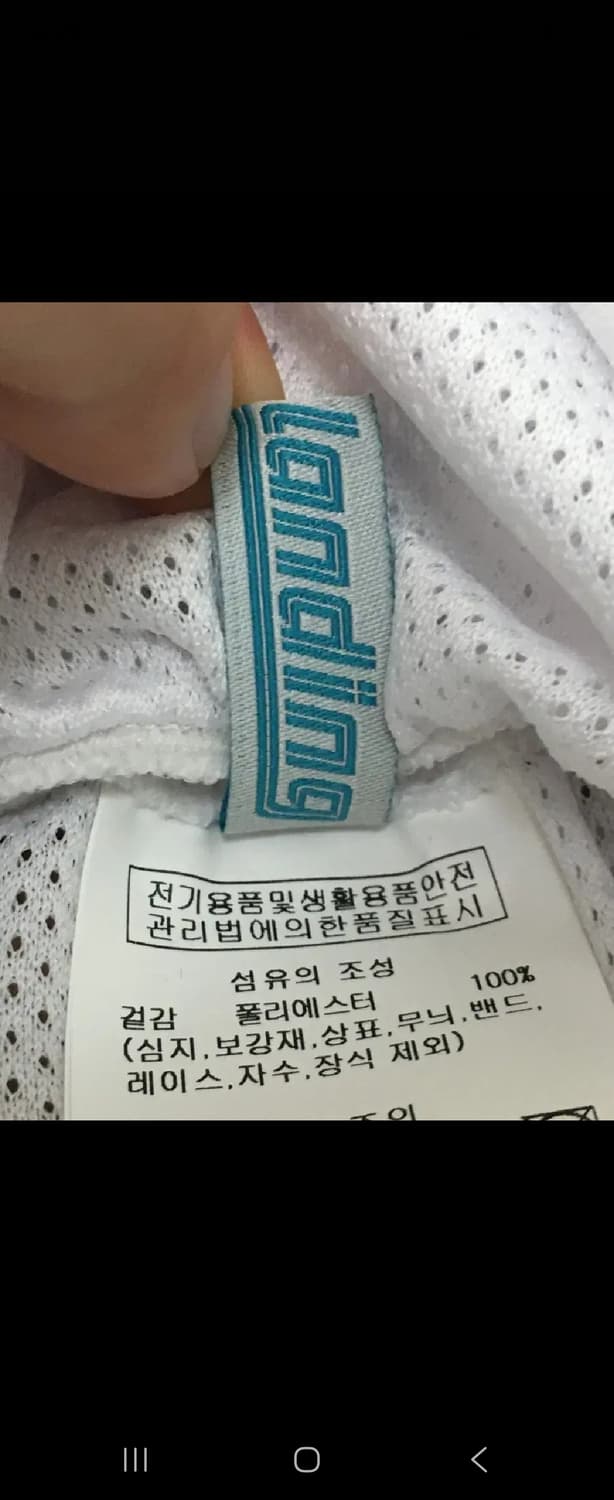 landing
전기용품및생활용품안전
관리법에의한품질표시
섬유의 조성
겉감 폴리에스터 100%
(심지,보강재,상표,무늬,밴드,
레이스,자수,장식 제외)
주의